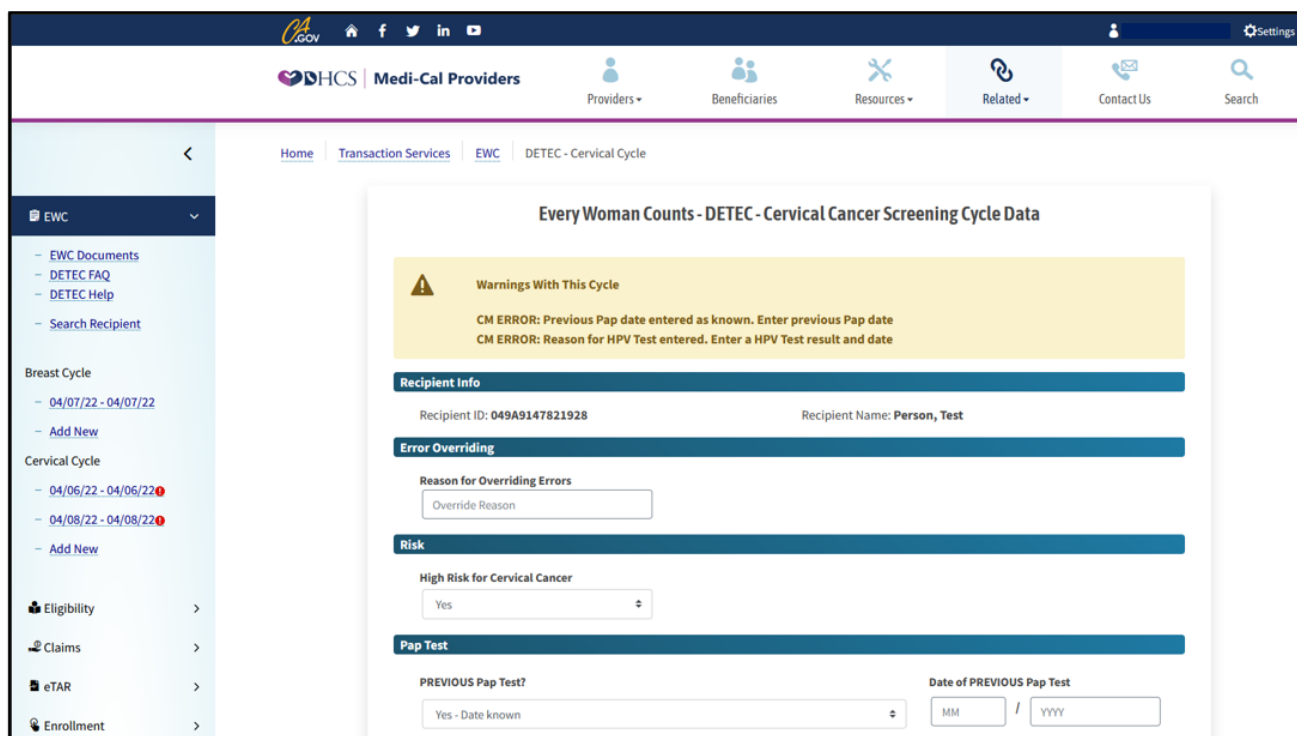 CA
.GOV
Settings
DHCS | Medi-Cal Providers
Providers
Beneficiaries
Resources
Related
Contact Us
Search
Home
Transaction Services
EWC
DETEC - Cervical Cycle
EWC
EWC Documents
DETEC FAQ
DETEC Help
Search Recipient
Breast Cycle
04/07/22 - 04/07/22
Add New
Cervical Cycle
04/06/22 - 04/06/22
04/08/22 - 04/08/22
Add New
Eligibility
Claims
eTAR
Enrollment
Every Woman Counts - DETEC - Cervical Cancer Screening Cycle Data
Warnings With This Cycle
CM ERROR: Previous Pap date entered as known. Enter previous Pap date
CM ERROR: Reason for HPV Test entered. Enter a HPV Test result and date
Recipient Info
Recipient ID: 049A9147821928
Recipient Name: Person, Test
Error Overriding
Reason for Overriding Errors
Override Reason
Risk
High Risk for Cervical Cancer
Yes
Pap Test
PREVIOUS Pap Test?
Date of PREVIOUS Pap Test
Yes - Date known
MM / YYYY